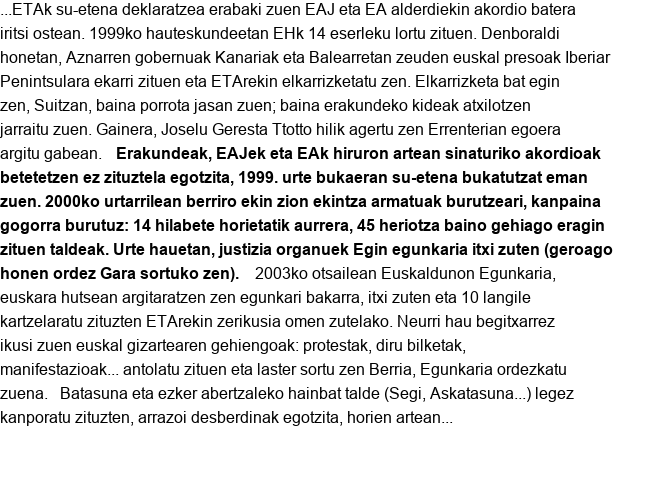 ...ETAk su-etena deklaratzea erabaki zuen EAJ eta EA alderdiekin akordio batera
iritsi ostean. 1999ko hauteskundeetan EHk 14 eserleku lortu zituen. Denboraldi
honetan, Aznarren gobernuak Kanariak eta Balearretan zeuden euskal presoak Iberiar
Penintsulara ekarri zituen eta ETArekin elkarrizketatu zen. Elkarrizketa bat egin
zen, Suitzan, baina porrota jasan zuen; baina erakundeko kideak atxilotzen
jarraitu zuen. Gainera, Joselu Geresta Ttotto hilik agertu zen Errenterian egoera
argitu gabean. Erakundeak, EAJek eta EAk hiruron artean sinaturiko akordioak
betetetzen ez zituztela egotzita, 1999. urte bukaeran su-etena bukatutzat eman
zuen. 2000ko urtarrilean berriro ekin zion ekintza armatuak burutzeari, kanpaina
gogorra burutuz: 14 hilabete horietatik aurrera, 45 heriotza baino gehiago eragin
zituen taldeak. Urte hauetan, justizia organuek Egin egunkaria itxi zuten (geroago
honen ordez Gara sortuko zen). 2003ko otsailean Euskaldunon Egunkaria,
euskara hutsean argitaratzen zen egunkari bakarra, itxi zuten eta 10 langile
kartzelaratu zituzten ETArekin zerikusia omen zutelako. Neurri hau begitxarrez
ikusi zuen euskal gizartearen gehiengoak: protestak, diru bilketak,
manifestazioak... antolatu zituen eta laster sortu zen Berria, Egunkaria ordezkatu
zuena. Batasuna eta ezker abertzaleko hainbat talde (Segi, Askatasuna...) legez
kanporatu zituzten, arrazoi desberdinak egotzita, horien artean...